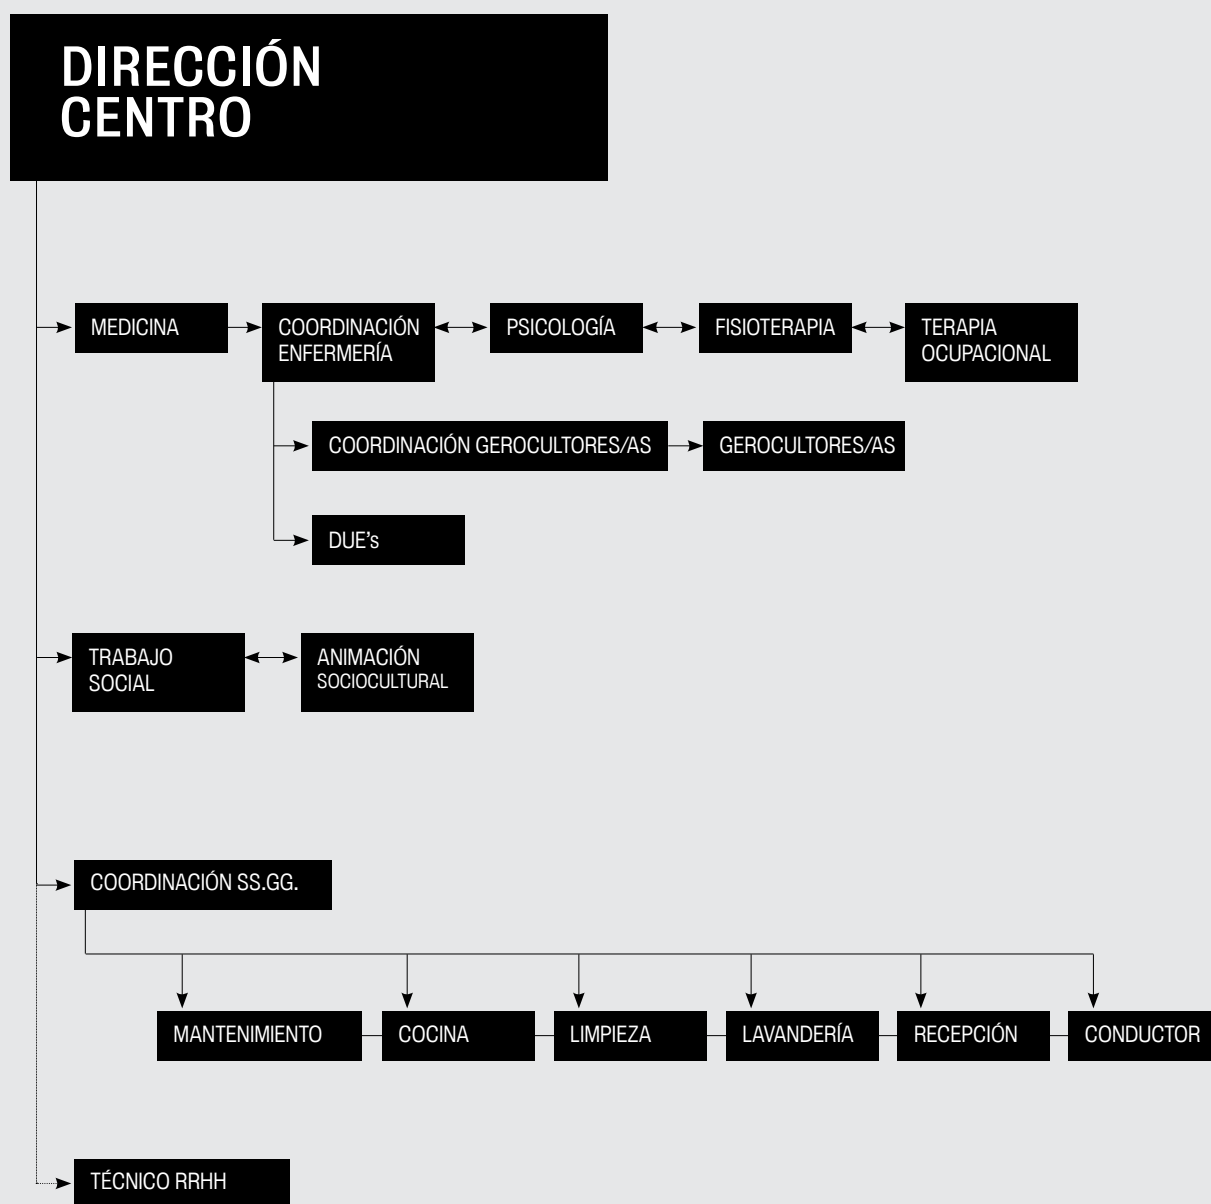 DIRECCIÓN
CENTRO
MEDICINA
COORDINACIÓN
ENFERMERÍA
PSICOLOGÍA
FISIOTERAPIA
TERAPIA
OCUPACIONAL
COORDINACIÓN GEROCULTORES/AS
GEROCULTORES/AS
DUE's
TRABAJO
SOCIAL
ANIMACIÓN
SOCIOCULTURAL
COORDINACIÓN SS.GG.
MANTENIMIENTO
COCINA
LIMPIEZA
LAVANDERÍA
RECEPCIÓN
CONDUCTOR
TÉCNICO RRHH